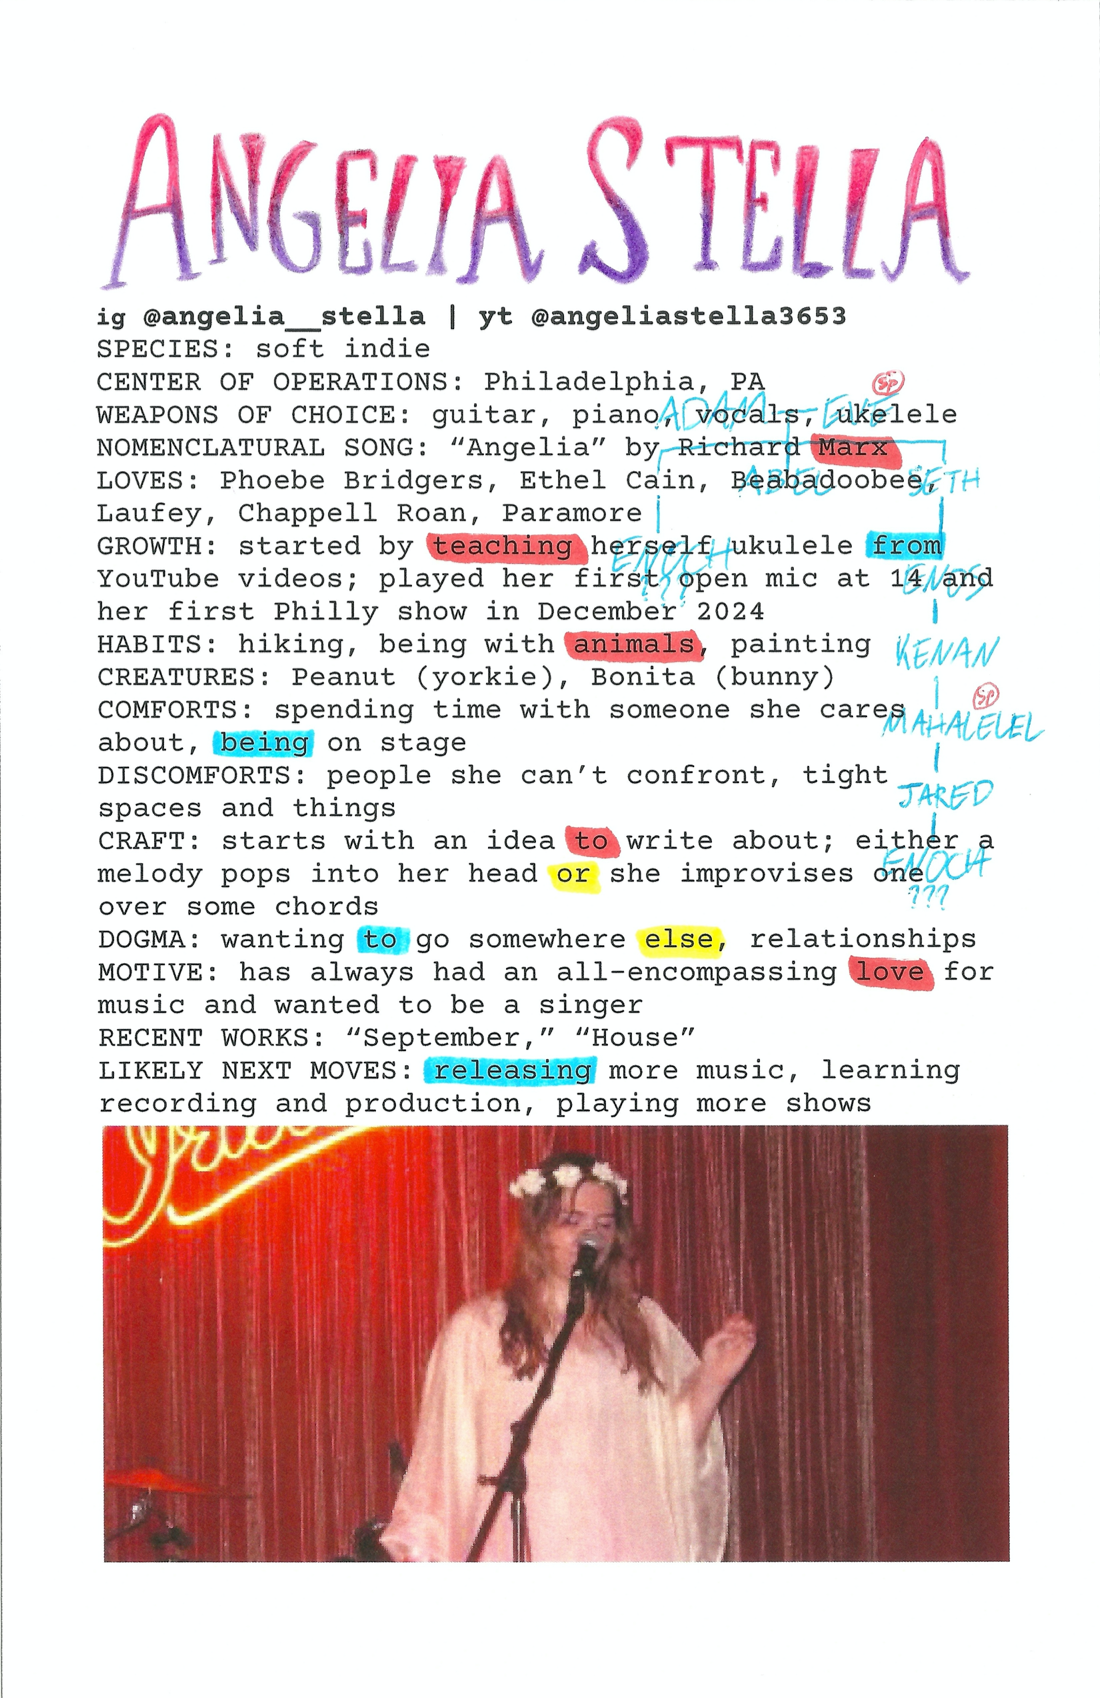 ANGELIA STELLA
ig @angelia__stella | yt @angeliastella3653
SPECIES: soft indie
CENTER OF OPERATIONS: Philadelphia, PA
sp
WEAPONS OF CHOICE: guitar, piano, vocals, ukelele
ADAM — EVE
NOMENCLATURAL SONG: “Angelia” by Richard Marx
LOVES: Phoebe Bridgers, Ethel Cain, Beabadoobee,
ABEL SETH
Laufey, Chappell Roan, Paramore
GROWTH: started by teaching herself ukulele from
ENOCH
YouTube videos; played her first open mic at 14 and
??? ENOS
her first Philly show in December 2024
HABITS: hiking, being with animals, painting
KENAN
CREATURES: Peanut (yorkie), Bonita (bunny)
sp
COMFORTS: spending time with someone she cares
MAHALELEL
about, being on stage
DISCOMFORTS: people she can’t confront, tight
JARED
spaces and things
CRAFT: starts with an idea to write about; either a
melody pops into her head or she improvises one
ENOCH
???
over some chords
DOGMA: wanting to go somewhere else, relationships
MOTIVE: has always had an all-encompassing love for
music and wanted to be a singer
RECENT WORKS: “September,” “House”
LIKELY NEXT MOVES: releasing more music, learning
recording and production, playing more shows